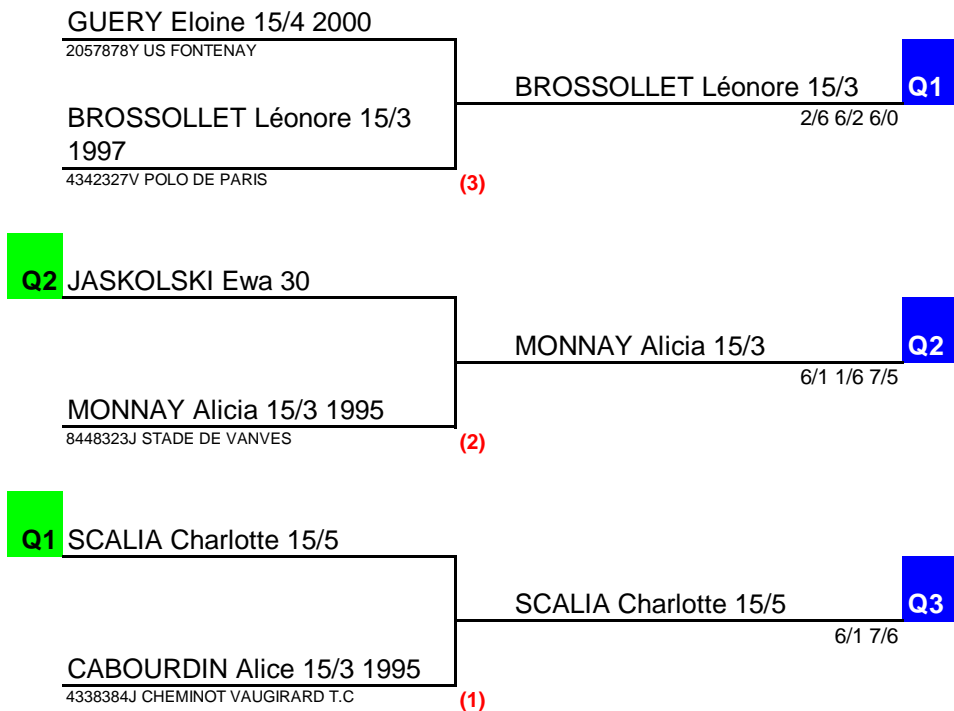 GUERY Eloine 15/4 2000
2057878Y US FONTENAY
BROSSOLLET Léonore 15/3 Q1
2/6 6/2 6/0
BROSSOLLET Léonore 15/3
1997
4342327V POLO DE PARIS
(3)
Q2 JASKOLSKI Ewa 30
MONNAY Alicia 15/3 Q2
6/1 1/6 7/5
MONNAY Alicia 15/3 1995
8448323J STADE DE VANVES
(2)
Q1 SCALIA Charlotte 15/5
SCALIA Charlotte 15/5 Q3
6/1 7/6
CABOURDIN Alice 15/3 1995
4338384J CHEMINOT VAUGIRARD T.C
(1)